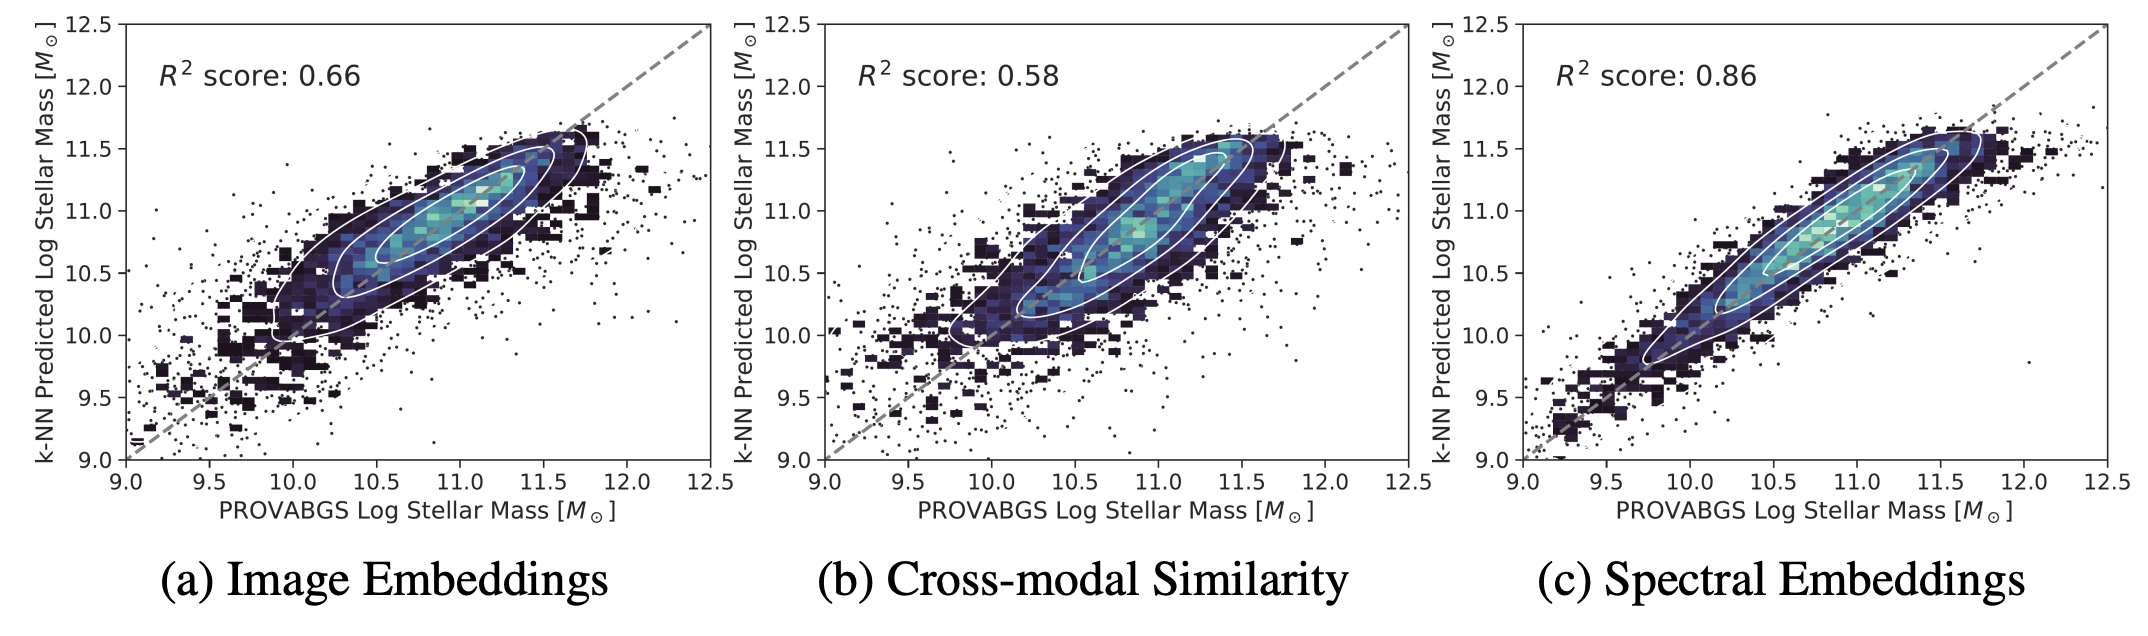 k-NN Predicted Log Stellar Mass [M⊙]
12.5
12.0
11.5
11.0
10.5
10.0
9.5
9.0
R² score: 0.66
9.0 9.5 10.0 10.5 11.0 11.5 12.0 12.5
PROVABGS Log Stellar Mass [M⊙]
(a) Image Embeddings
k-NN Predicted Log Stellar Mass [M⊙]
12.5
12.0
11.5
11.0
10.5
10.0
9.5
9.0
R² score: 0.58
9.0 9.5 10.0 10.5 11.0 11.5 12.0 12.5
PROVABGS Log Stellar Mass [M⊙]
(b) Cross-modal Similarity
k-NN Predicted Log Stellar Mass [M⊙]
12.5
12.0
11.5
11.0
10.5
10.0
9.5
9.0
R² score: 0.86
9.0 9.5 10.0 10.5 11.0 11.5 12.0 12.5
PROVABGS Log Stellar Mass [M⊙]
(c) Spectral Embeddings